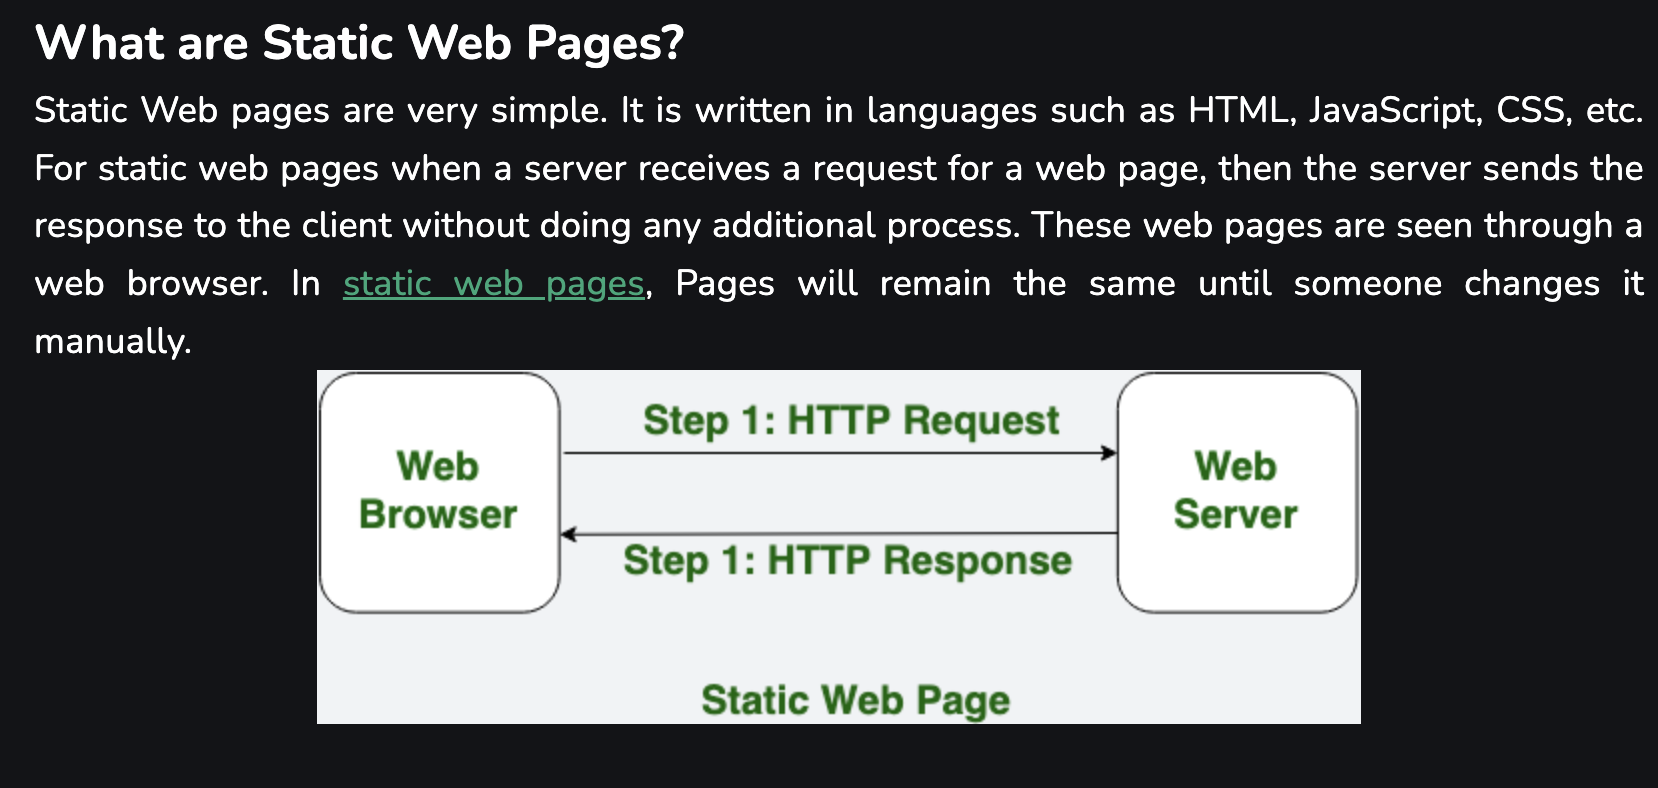 What are Static Web Pages?
Static Web pages are very simple. It is written in languages such as HTML, JavaScript, CSS, etc.
For static web pages when a server receives a request for a web page, then the server sends the
response to the client without doing any additional process. These web pages are seen through a
web browser. In static web pages, Pages will remain the same until someone changes it
manually.
Step 1: HTTP Request
Web
Browser
Web
Server
Step 1: HTTP Response
Static Web Page